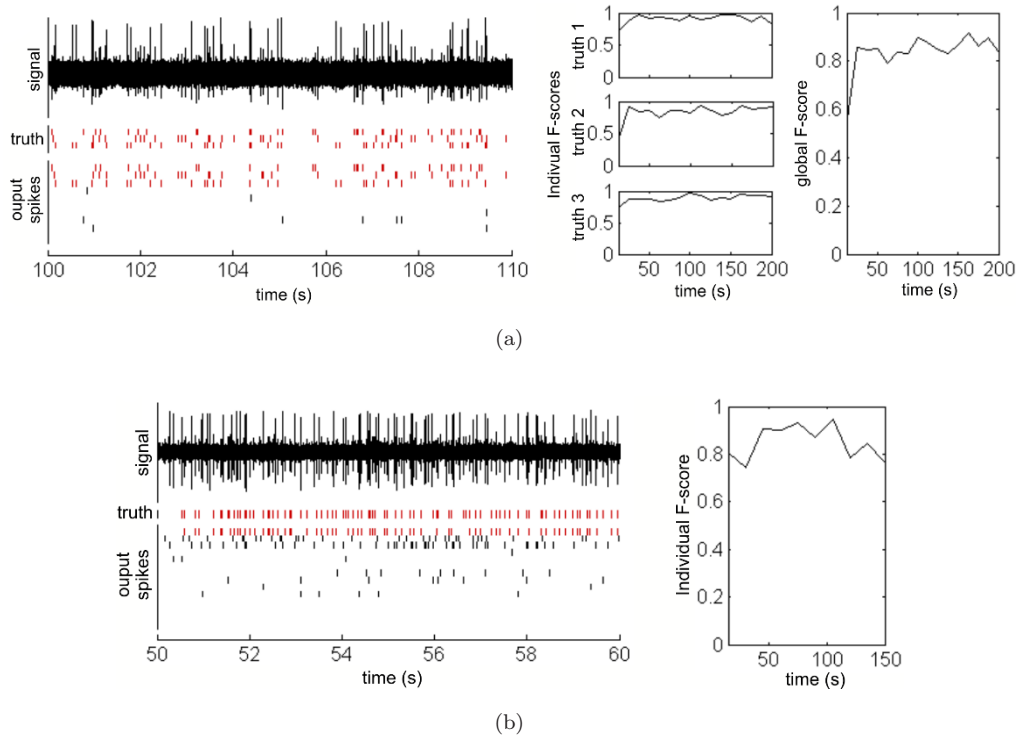 signal
truth
ouput
spikes
100 102 104 106 108 110
time (s)
Indivual F-scores
truth 1
1
0.5
0
truth 2
1
0.5
0
truth 3
1
0.5
0
50 100 150 200
time (s)
global F-score
1
0.8
0.6
0.4
0.2
0
50 100 150 200
time (s)
(a)
signal
truth
ouput
spikes
50 52 54 56 58 60
time (s)
Individual F-score
1
0.8
0.6
0.4
0.2
0
50 100 150
time (s)
(b)